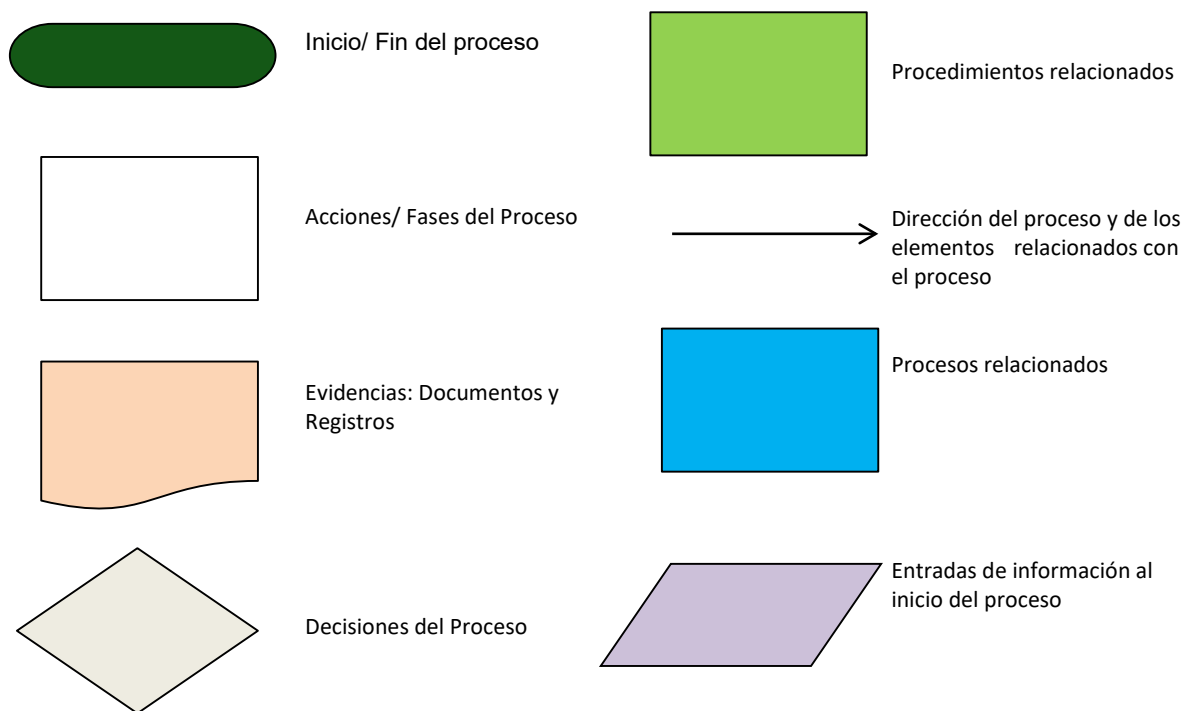 Inicio/ Fin del proceso
Procedimientos relacionados
Acciones/ Fases del Proceso
Dirección del proceso y de los
elementos relacionados con
el proceso
Evidencias: Documentos y
Registros
Procesos relacionados
Decisiones del Proceso
Entradas de información al
inicio del proceso